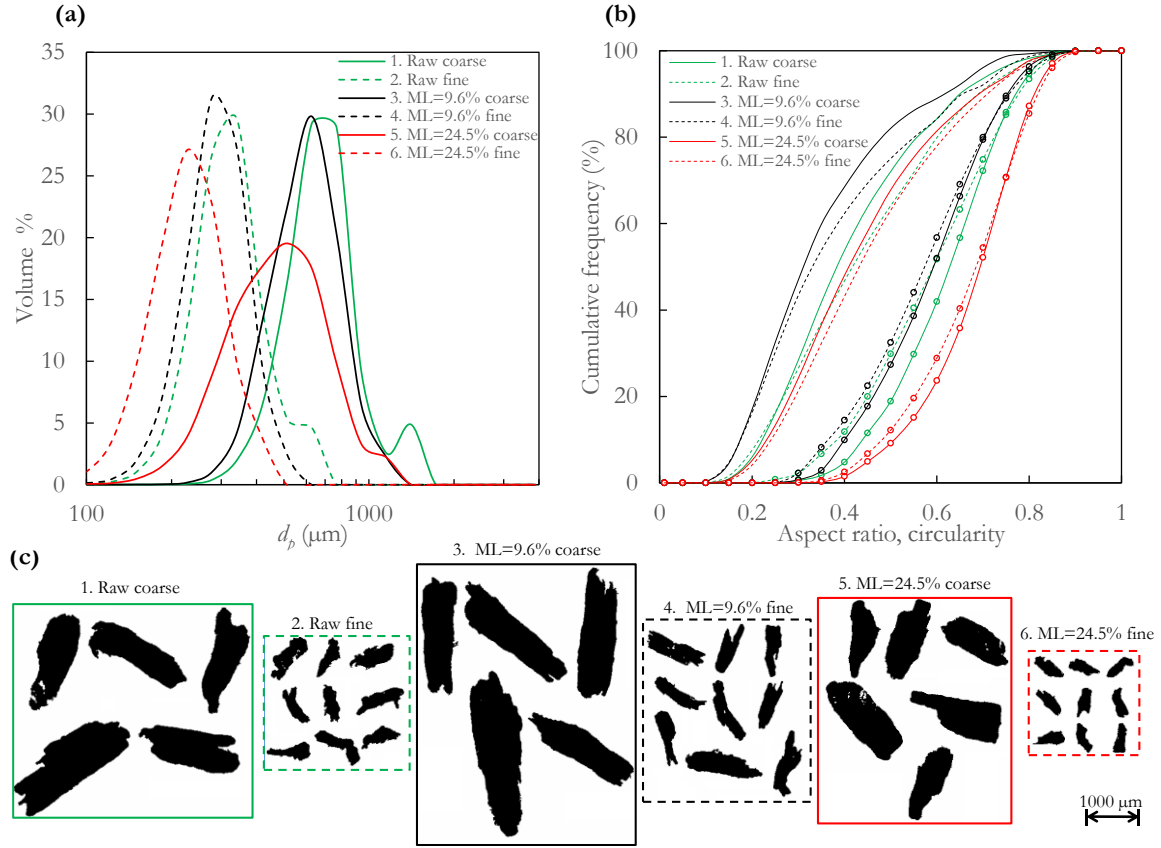 (a)
35
30
25
20
15
10
5
0
Volume %
100
1000
d_p (μm)
1. Raw coarse
2. Raw fine
3. ML=9.6% coarse
4. ML=9.6% fine
5. ML=24.5% coarse
6. ML=24.5% fine
(b)
100
80
60
40
20
0
Cumulative frequency (%)
0
0.2
0.4
0.6
0.8
1
Aspect ratio, circularity
1. Raw coarse
2. Raw fine
3. ML=9.6% coarse
4. ML=9.6% fine
5. ML=24.5% coarse
6. ML=24.5% fine
(c)
1. Raw coarse
2. Raw fine
3. ML=9.6% coarse
4. ML=9.6% fine
5. ML=24.5% coarse
6. ML=24.5% fine
1000 μm